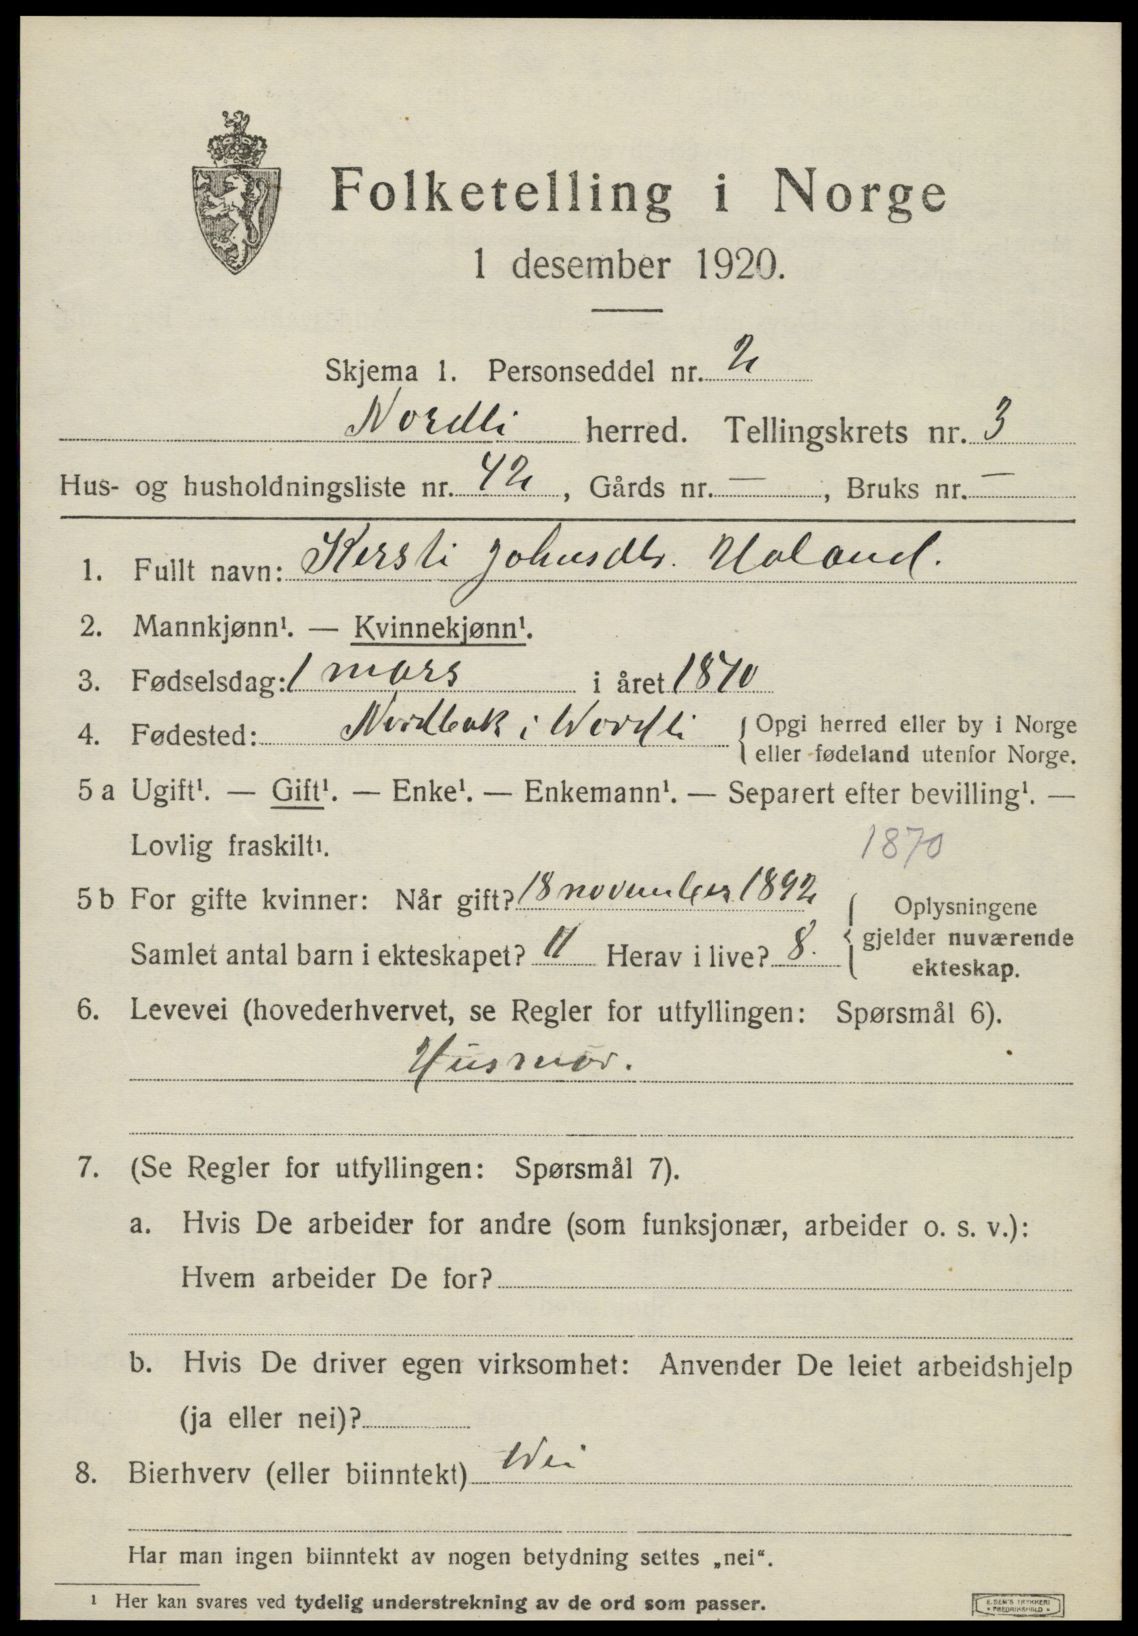 Folketelling i Norge
1 desember 1920.
Skjema 1. Personseddel nr. 2
Nordli herred. Tellingskrets nr. 3
Hus- og husholdningsliste nr. 42, Gårds nr. —, Bruks nr. —
1. Fullt navn: Kersti Johnsdtr. Holand.
2. Mannkjønn¹. — Kvinnekjønn¹.
3. Fødselsdag: 1 mars i året 1870
4. Fødested: Nordbak i Nordli { Opgi herred eller by i Norge
eller fødeland utenfor Norge.
5 a Ugift¹. — Gift¹. — Enke¹. — Enkemann¹. — Separert efter bevilling¹. —
Lovlig fraskilt¹. 1870
5 b For gifte kvinner: Når gift? 18 november 1892 { Oplysningene
Samlet antal barn i ekteskapet? 11 Herav i live? 8. gjelder nuværende
ekteskap.
6. Levevei (hovederhvervet, se Regler for utfyllingen: Spørsmål 6).
Husmor.
7. (Se Regler for utfyllingen: Spørsmål 7).
a. Hvis De arbeider for andre (som funksjonær, arbeider o. s. v.):
Hvem arbeider De for?
b. Hvis De driver egen virksomhet: Anvender De leiet arbeidshjelp
(ja eller nei)?
8. Bierhverv (eller biinntekt) Nei
Har man ingen biinntekt av nogen betydning settes „nei“.
¹ Her kan svares ved tydelig understrekning av de ord som passer.